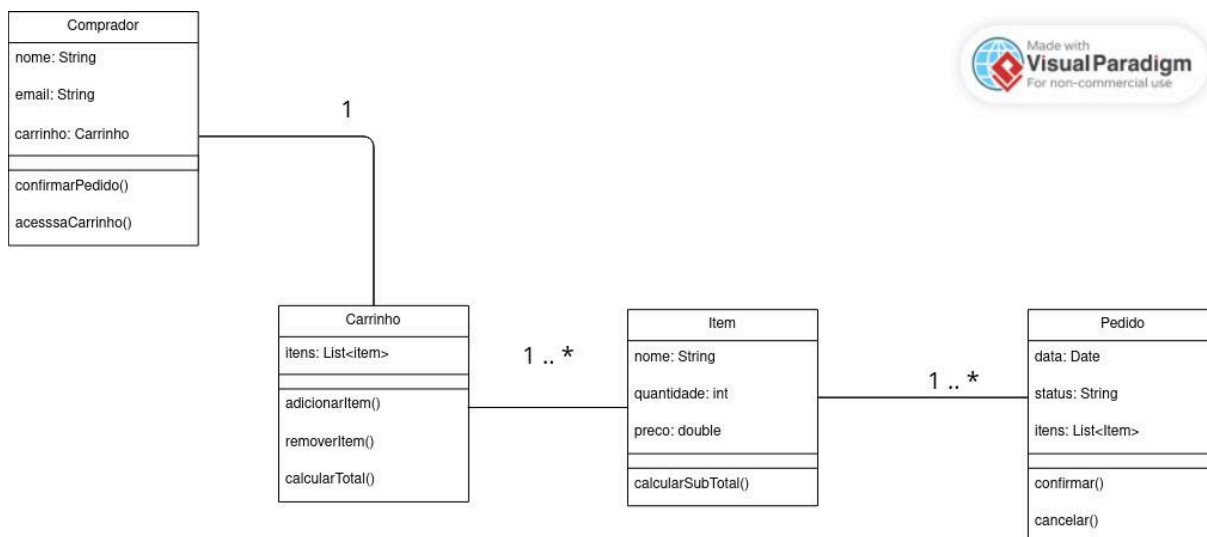 Comprador
nome: String
email: String
carrinho: Carrinho
confirmarPedido()
acesssaCarrinho()
Made with
VisualParadigm
For non-commercial use
1
Carrinho
itens: List<item>
adicionarItem()
removerItem()
calcularTotal()
1 .. *
Item
nome: String
quantidade: int
preco: double
calcularSubTotal()
1 .. *
Pedido
data: Date
status: String
itens: List<Item>
confirmar()
cancelar()